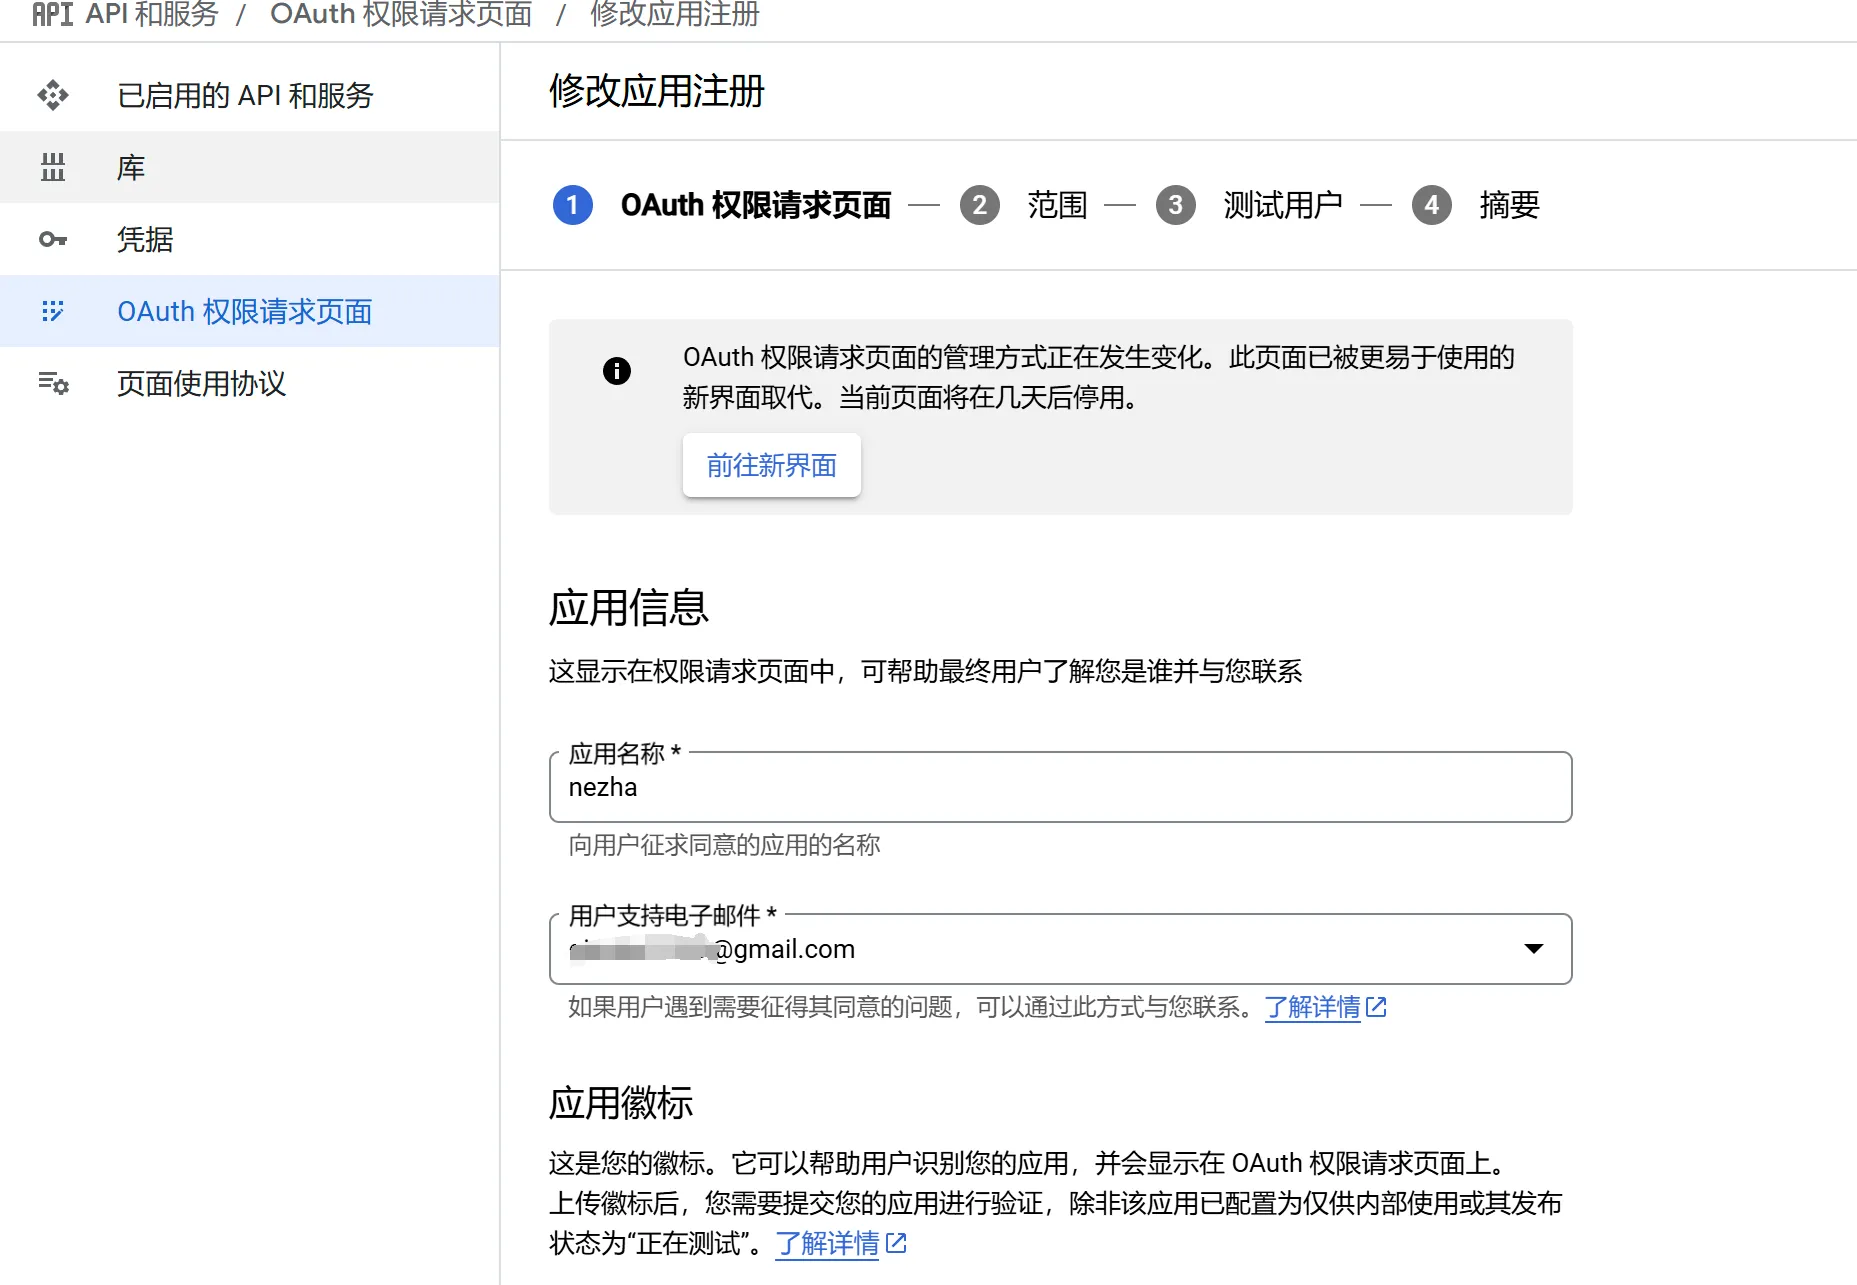 API API 和服务 / OAuth 权限请求页面 / 修改应用注册
已启用的 API 和服务
库
凭据
OAuth 权限请求页面
页面使用协议
修改应用注册
1 OAuth 权限请求页面 — 2 范围 — 3 测试用户 — 4 摘要
OAuth 权限请求页面的管理方式正在发生变化。此页面已被更易于使用的
新界面取代。当前页面将在几天后停用。
前往新界面
应用信息
这显示在权限请求页面中，可帮助最终用户了解您是谁并与您联系
应用名称 *
nezha
向用户征求同意的应用的名称
用户支持电子邮件 *
@gmail.com
如果用户遇到需要征得其同意的问题，可以通过此方式与您联系。了解详情
应用徽标
这是您的徽标。它可以帮助用户识别您的应用，并会显示在 OAuth 权限请求页面上。
上传徽标后，您需要提交您的应用进行验证，除非该应用已配置为仅供内部使用或其发布
状态为“正在测试”。了解详情